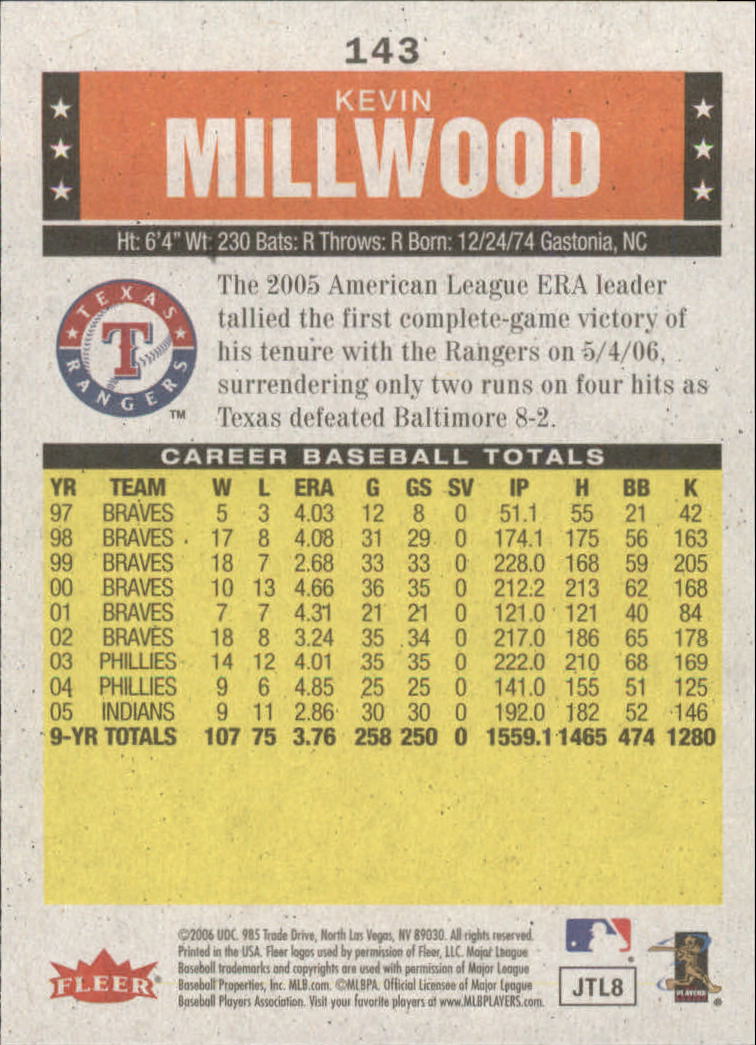 143
KEVIN
MILLWOOD
Ht: 6'4" Wt: 230 Bats: R Throws: R Born: 12/24/74 Gastonia, NC
TEXAS
T
RANGERS
TM
The 2005 American League ERA leader
tallied the first complete-game victory of
his tenure with the Rangers on 5/4/06,
surrendering only two runs on four hits as
Texas defeated Baltimore 8-2.
CAREER BASEBALL TOTALS
YR TEAM W L ERA G GS SV IP H BB K
97 BRAVES 5 3 4.03 12 8 0 51.1 55 21 42
98 BRAVES 17 8 4.08 31 29 0 174.1 175 56 163
99 BRAVES 18 7 2.68 33 33 0 228.0 168 59 205
00 BRAVES 10 13 4.66 36 35 0 212.2 213 62 168
01 BRAVES 7 7 4.31 21 21 0 121.0 121 40 84
02 BRAVES 18 8 3.24 35 34 0 217.0 186 65 178
03 PHILLIES 14 12 4.01 35 35 0 222.0 210 68 169
04 PHILLIES 9 6 4.85 25 25 0 141.0 155 51 125
05 INDIANS 9 11 2.86 30 30 0 192.0 182 52 146
9-YR TOTALS 107 75 3.76 258 250 0 1559.1 1465 474 1280
FLEER
©2006 UDC. 985 Trade Drive, North Las Vegas, NV 89030. All rights reserved.
Printed in the USA. Fleer logos used by permission of Fleer, LLC. Major League
Baseball trademarks and copyrights are used with permission of Major League
Baseball Properties, Inc. MLB.com. ©MLBPA. Official Licensee of Major League
Baseball Players Association. Visit your favorite players at www.MLBPLAYERS.com.
JTL8
PLAYERS